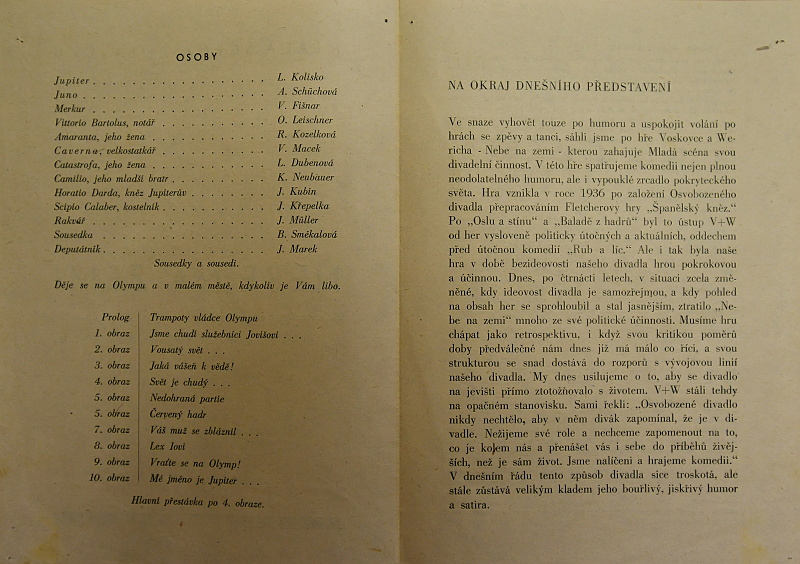 OSOBY
Jupiter . . . . . . . . . . . . . . . . . . L. Kolisko
Juno . . . . . . . . . . . . . . . . . . . A. Schüchová
Merkur . . . . . . . . . . . . . . . . . . V. Fišnar
Vittorio Bartolus, notář . . . . . . . . . . . O. Leischner
Amaranta, jeho žena . . . . . . . . . . . . R. Kozelková
Caverna, velkostatkář . . . . . . . . . . . V. Macek
Catastrofa, jeho žena . . . . . . . . . . . . L. Dubenová
Camilio, jeho mladší bratr . . . . . . . . . . K. Neubauer
Horatio Darda, kněz Jupiterův . . . . . . . . J. Kubín
Scipio Calaber, kostelník . . . . . . . . . . . J. Křepelka
Rakvář . . . . . . . . . . . . . . . . . . J. Müller
Sousedka . . . . . . . . . . . . . . . . . B. Smékalová
Deputátník . . . . . . . . . . . . . . . . . J. Marek
Sousedky a sousedi.
Děje se na Olympu a v malém městě, kdykoliv je Vám libo.
Prolog Trampoty vládce Olympu
1. obraz Jsme chudí služebníci Jovišovi . . .
2. obraz Vousatý svět . . .
3. obraz Jaká vášeň k vědě!
4. obraz Svět je chudý . . .
5. obraz Nedohraná partie
5. obraz Červený hadr
7. obraz Váš muž se zbláznil . . .
8. obraz Lex Iovi
9. obraz Vraťte se na Olymp!
10. obraz Mé jméno je Jupiter . . .
Hlavní přestávka po 4. obraze.
NA OKRAJ DNEŠNÍHO PŘEDSTAVENÍ
Ve snaze vyhovět touze po humoru a uspokojit volání po
hrách se zpěvy a tanci, sáhli jsme po hře Voskovce a We-
richa - Nebe na zemi - kterou zahajuje Mladá scéna svou
divadelní činnost. V této hře spatřujeme komedii nejen plnou
neodolatelného humoru, ale i vypouklé zrcadlo pokryteckého
světa. Hra vznikla v roce 1936 po založení Osvobozeného
divadla přepracováním Fletcherovy hry „Španělský kněz."
Po „Oslu a stínu" a „Baladě z hadrů" byl to ústup V+W
od her vysloveně politicky útočných a aktuálních, oddechem
před útočnou komedií „Rub a líc." Ale i tak byla naše
hra v době bezideovosti našeho divadla hrou pokrokovou
a účinnou. Dnes, po čtrnácti letech, v situaci zcela změ-
něné, kdy ideovost divadla je samozřejmou, a kdy pohled
na obsah her se sprohloubil a stal jasnějším, ztratilo „Ne-
be na zemi" mnoho ze své politické účinnosti. Musíme hru
chápat jako retrospektivu, i když svou kritikou poměrů
doby předválečné nám dnes již má málo co říci, a svou
strukturou se snad dostává do rozporů s vývojovou linií
našeho divadla. My dnes usilujeme o to, aby se divadlo
na jevišti přímo ztotožňovalo s životem. V+W stáli tehdy
na opačném stanovisku. Sami řekli: „Osvobozené divadlo
nikdy nechtělo, aby v něm divák zapomínal, že je v di-
vadle. Nežijeme své role a nechceme zapomenout na to,
co je kolem nás a přenášet vás i sebe do příběhů živěj-
ších, než je sám život. Jsme nalíčeni a hrajeme komedii."
V dnešním řádu tento způsob divadla sice troskotá, ale
stále zůstává velikým kladem jeho bouřlivý, jiskřivý humor
a satira.